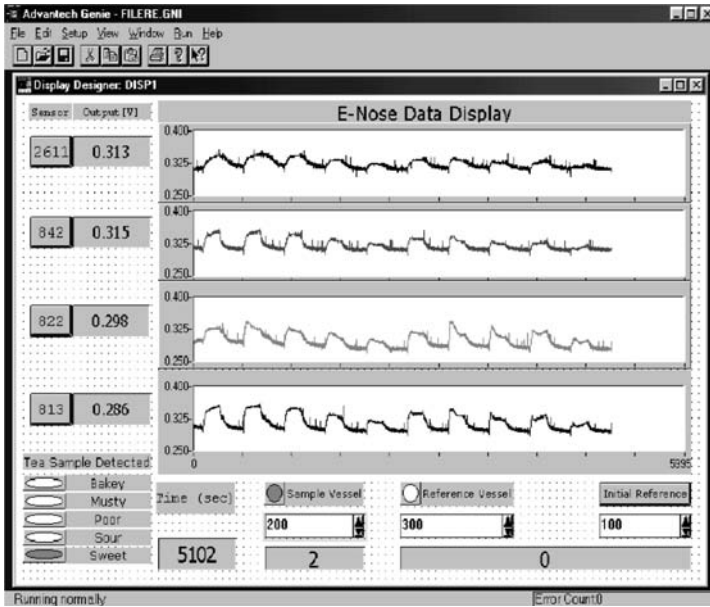 Advantech Genie - FILERE.GNI
File Edit Setup View Window Run Help
Display Designer: DISP1
Sensor Output [V]
E-Nose Data Display
2611 0.313
0.400
0.325
0.250
842 0.315
0.400
0.325
0.250
822 0.298
0.400
0.325
0.250
813 0.286
0.400
0.325
0.250
0 5995
Tea Sample Detected
Bakey
Musty
Poor
Sour
Sweet
Time (sec)
5102
Sample Vessel
200
2
Reference Vessel
300
0
Initial Reference
100
Running normally
Error Count:0